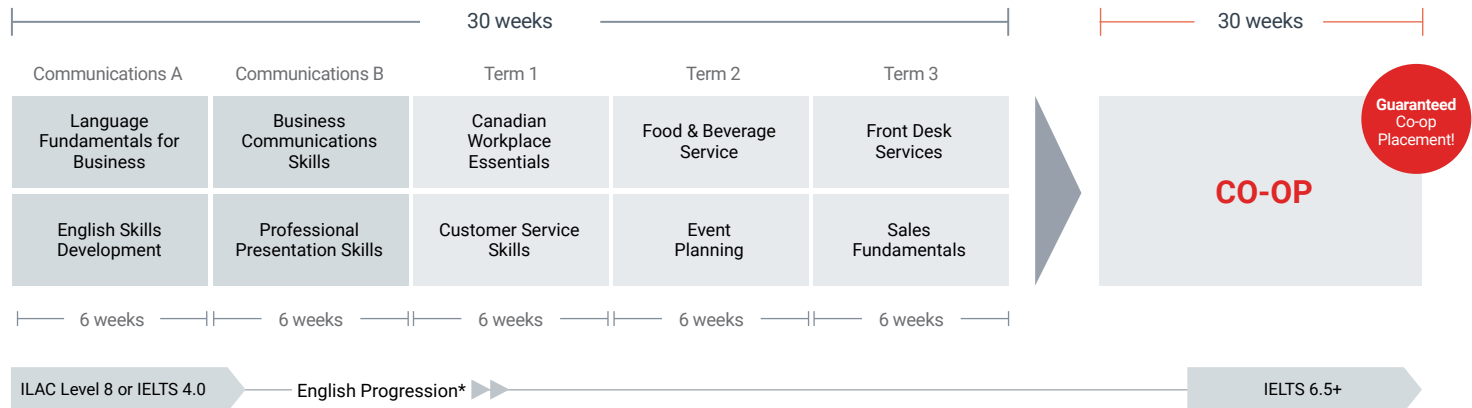 30 weeks
30 weeks
Communications A
Communications B
Term 1
Term 2
Term 3
Language
Fundamentals for
Business
Business
Communications
Skills
Canadian
Workplace
Essentials
Food & Beverage
Service
Front Desk
Services
Guaranteed
Co-op
Placement!
CO-OP
English Skills
Development
Professional
Presentation Skills
Customer Service
Skills
Event
Planning
Sales
Fundamentals
6 weeks
6 weeks
6 weeks
6 weeks
6 weeks
ILAC Level 8 or IELTS 4.0
English Progression*
IELTS 6.5+